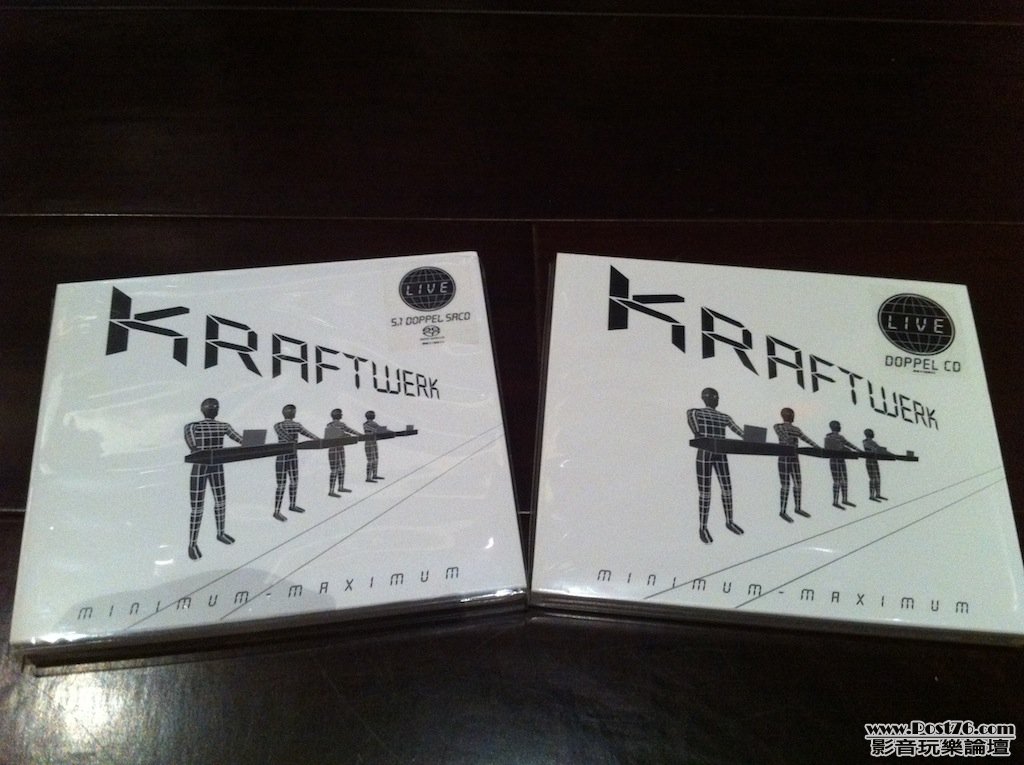 KRAFTWERK
LIVE
5.1 DOPPEL SACD
MINIMUM-MAXIMUM
KRAFTWERK
LIVE
DOPPEL CD
MINIMUM-MAXIMUM
www.Post76.com
影音玩樂論壇